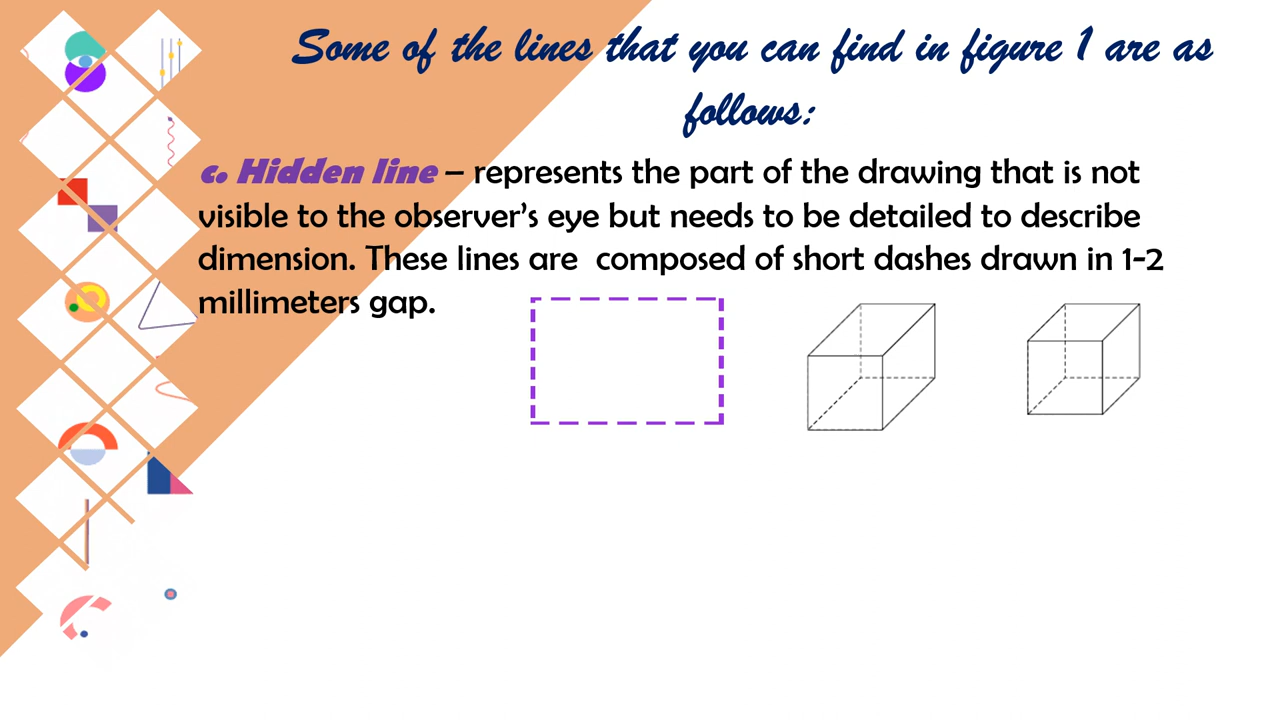 Some of the lines that you can find in figure 1 are as
follows:
c. Hidden line – represents the part of the drawing that is not
visible to the observer’s eye but needs to be detailed to describe
dimension. These lines are  composed of short dashes drawn in 1-2
millimeters gap.